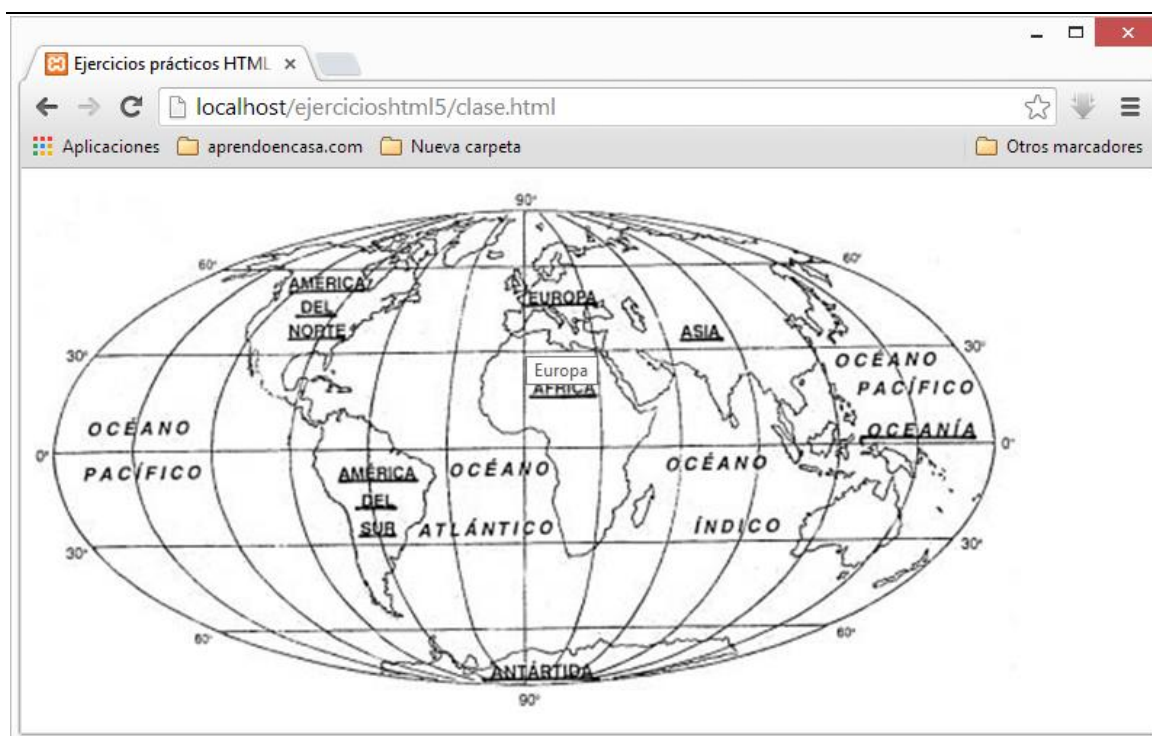 Ejercicios prácticos HTML
localhost/ejercicioshtml5/clase.html
Aplicaciones aprendoencasa.com Nueva carpeta Otros marcadores
90°
60° 60°
AMÉRICA
DEL
NORTE
EUROPA
ASIA
30° 30°
OCÉANO
PACÍFICO
Europa
ÁFRICA
OCEANÍA
OCÉANO
PACÍFICO
0° 0°
AMÉRICA
DEL
SUR
OCÉANO
ATLÁNTICO
OCÉANO
ÍNDICO
30° 30°
60° 60°
ANTÁRTIDA
90°